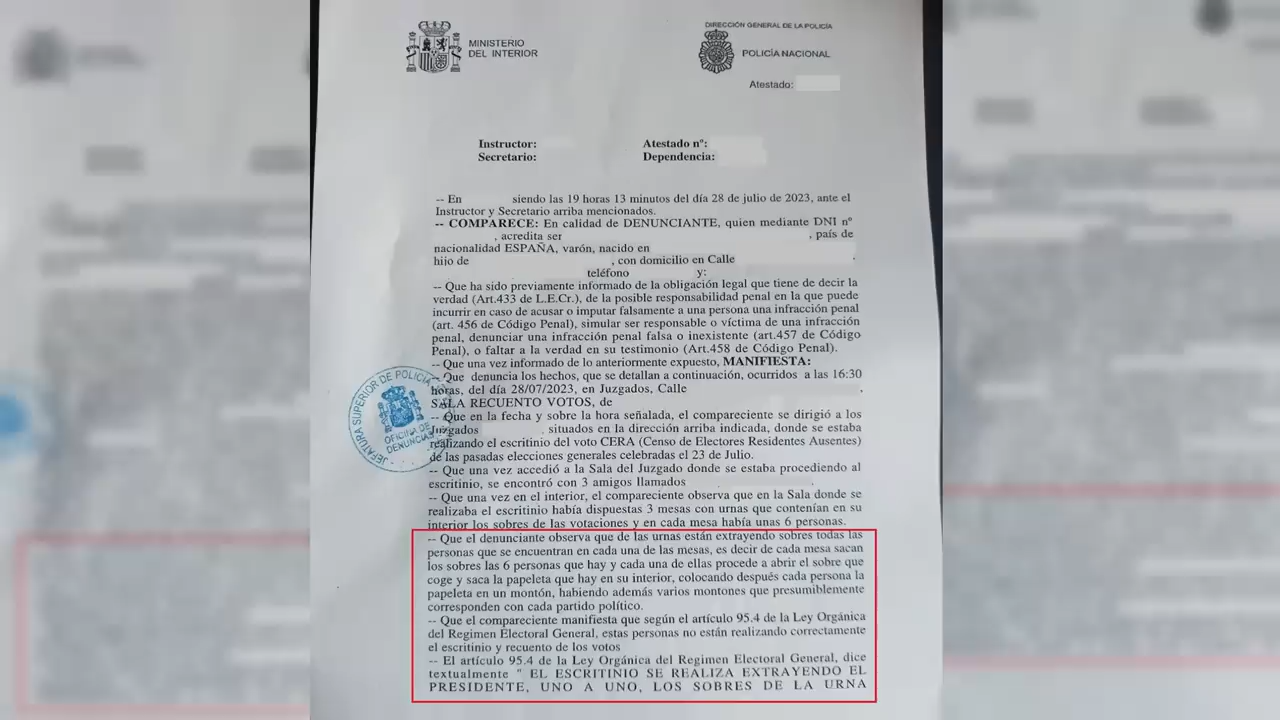 MINISTERIO
DEL INTERIOR
DIRECCIÓN GENERAL DE LA POLICÍA
POLICÍA NACIONAL
Atestado:
Instructor:
Atestado nº:
Secretario:
Dependencia:
-- En siendo las 19 horas 13 minutos del día 28 de julio de 2023, ante el
Instructor y Secretario arriba mencionados.
-- COMPARECE: En calidad de DENUNCIANTE, quien mediante DNI nº
, acredita ser , país de
nacionalidad ESPAÑA, varón, nacido en
hijo de , con domicilio en Calle .
teléfono y:
-- Que ha sido previamente informado de la obligación legal que tiene de decir la
verdad (Art.433 de L.E.Cr.), de la posible responsabilidad penal en la que puede
incurrir en caso de acusar o imputar falsamente a una persona una infracción penal
(art. 456 de Código Penal), simular ser responsable o víctima de una infracción
penal, denunciar una infracción penal falsa o inexistente (art.457 de Código
Penal), o faltar a la verdad en su testimonio (Art.458 de Código Penal).
-- Que una vez informado de lo anteriormente expuesto, MANIFIESTA:
-- Que denuncia los hechos, que se detallan a continuación, ocurridos a las 16:30
horas, del día 28/07/2023, en Juzgados, Calle ,
SALA RECUENTO VOTOS, de
-- Que en la fecha y sobre la hora señalada, el compareciente se dirigió a los
Juzgados , situados en la dirección arriba indicada, donde se estaba
realizando el escritinio del voto CERA (Censo de Electores Residentes Ausentes)
de las pasadas elecciones generales celebradas el 23 de Julio.
-- Que una vez accedió a la Sala del Juzgado donde se estaba procediendo al
escritinio, se encontró con 3 amigos llamados
-- Que una vez en el interior, el compareciente observa que en la Sala donde se
realizaba el escritinio había dispuestas 3 mesas con urnas que contenían en su
interior los sobres de las votaciones y en cada mesa había unas 6 personas.
-- Que el denunciante observa que de las urnas están extrayendo sobres todas las
personas que se encuentran en cada una de las mesas, es decir de cada mesa sacan
los sobres las 6 personas que hay y cada una de ellas procede a abrir el sobre que
coge y saca la papeleta que hay en su interior, colocando después cada persona la
papeleta en un montón, habiendo además varios montones que presumiblemente
corresponden con cada partido político.
-- Que el compareciente manifiesta que según el artículo 95.4 de la Ley Orgánica
del Regimen Electoral General, estas personas no están realizando correctamente
el escritinio y recuento de los votos
-- El artículo 95.4 de la Ley Orgánica del Regimen Electoral General, dice
textualmente " EL ESCRITINIO SE REALIZA EXTRAYENDO EL
PRESIDENTE, UNO A UNO, LOS SOBRES DE LA URNA
JEFATURA SUPERIOR DE POLICÍA
OFICINA DE
DENUNCIAS